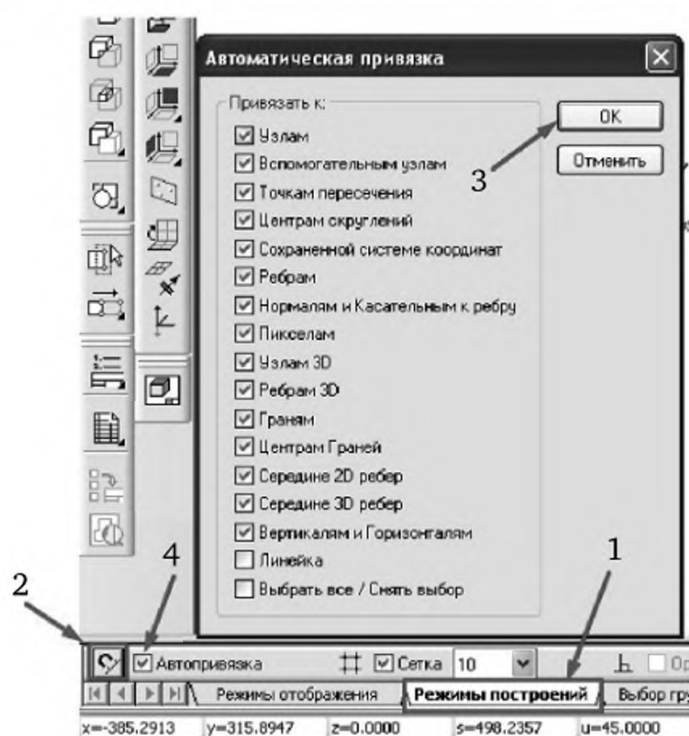 Автоматическая привязка
Привязать к:
OK
Узлам
Вспомогательным узлам
Отменить
3
Точкам пересечения
Центрам скруглений
Сохраненной системе координат
Ребрам
Нормалям и Касательным к ребру
Пикселам
Узлам 3D
Ребрам 3D
Граням
Центрам Граней
Середине 2D ребер
Середине 3D ребер
Вертикалям и Горизонталям
Линейка
Выбрать все / Снять выбор
4
1
2
Автопривязка
Сетка
10
Режимы отображения
Режимы построений
Выбор
x=-385.2913 y=315.8947 z=0.0000 s=498.2357 u=45.0000